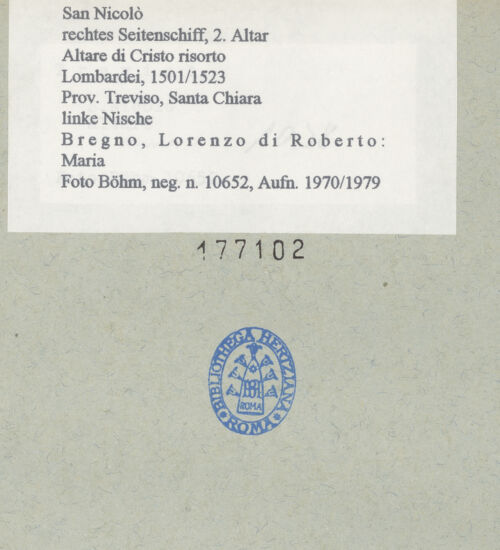 San Nicolò
rechtes Seitenschiff, 2. Altar
Altare di Cristo risorto
Lombardei, 1501/1523
Prov. Treviso, Santa Chiara
linke Nische
Bregno, Lorenzo di Roberto:
Maria
Foto Böhm, neg. n. 10652, Aufn. 1970/1979
177102
BIBLIOTHECA HERTZIANA
ROMA
ROMA